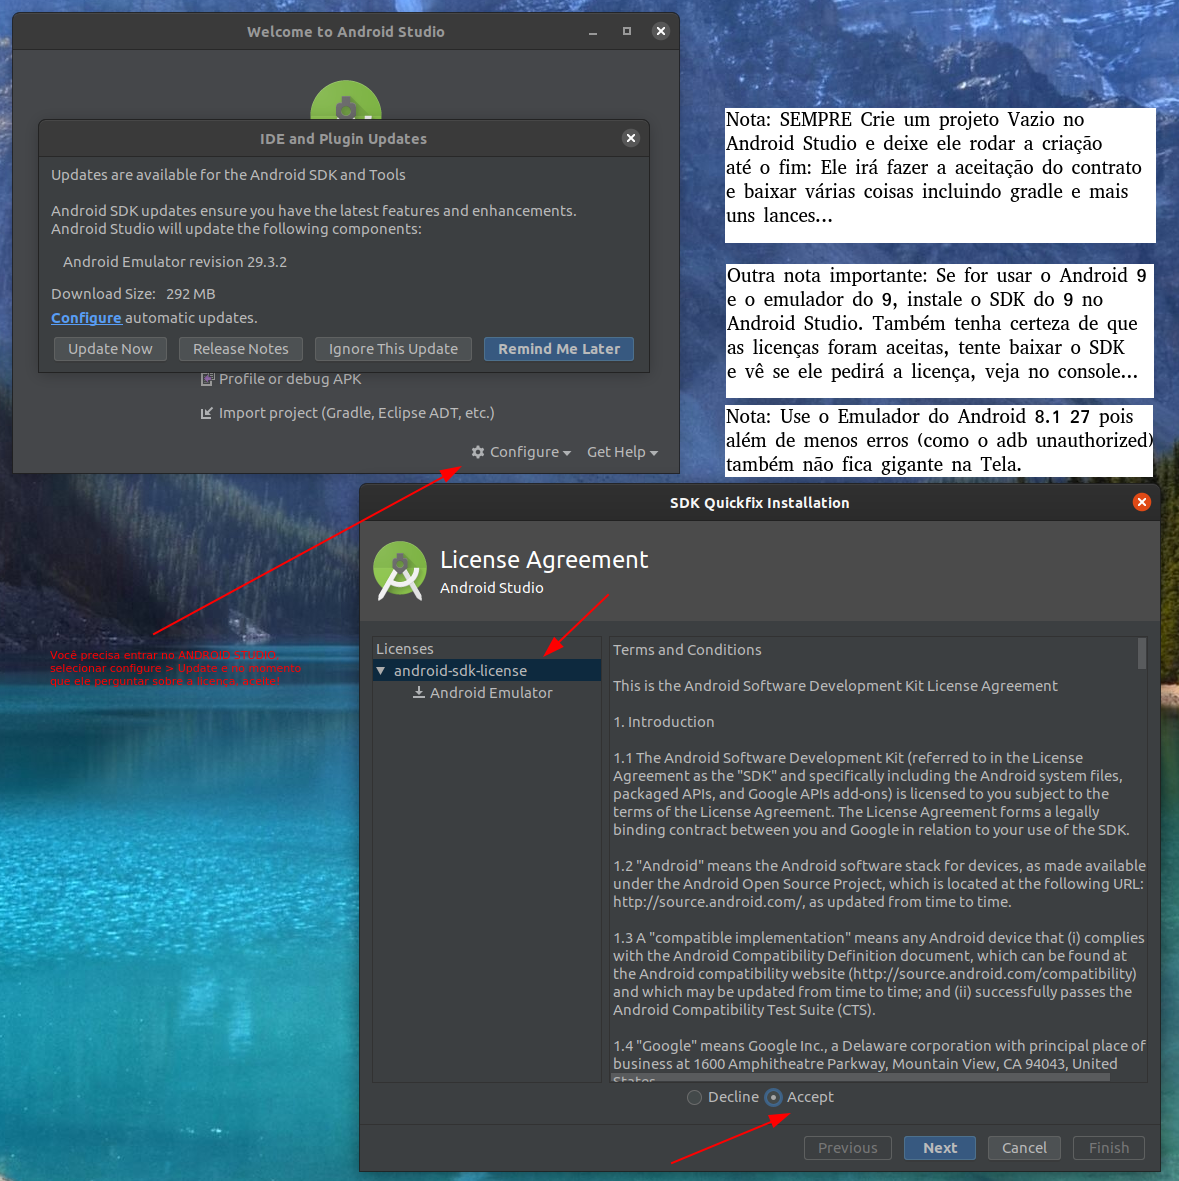 Welcome to Android Studio
IDE and Plugin Updates
Updates are available for the Android SDK and Tools
Android SDK updates ensure you have the latest features and enhancements.
Android Studio will update the following components:
Android Emulator revision 29.3.2
Download Size: 292 MB
Configure automatic updates.
Update Now
Release Notes
Ignore This Update
Remind Me Later
Profile or debug APK
Import project (Gradle, Eclipse ADT, etc.)
Configure
Get Help
Nota: SEMPRE Crie um projeto Vazio no
Android Studio e deixe ele rodar a criação
até o fim: Ele irá fazer a aceitação do contrato
e baixar várias coisas incluindo gradle e mais
uns lances...
Outra nota importante: Se for usar o Android 9
e o emulador do 9, instale o SDK do 9 no
Android Studio. Também tenha certeza de que
as licenças foram aceitas, tente baixar o SDK
e vê se ele pedirá a licença, veja no console...
Nota: Use o Emulador do Android 8.1 27 pois
além de menos erros (como o adb unauthorized)
também não fica gigante na Tela.
Você precisa entrar no ANDROID STUDIO
selecionar configure > Update e no momento
que ele perguntar sobre a licença, aceite!
SDK Quickfix Installation
License Agreement
Android Studio
Licenses
android-sdk-license
Android Emulator
Terms and Conditions
This is the Android Software Development Kit License Agreement
1. Introduction
1.1 The Android Software Development Kit (referred to in the License
Agreement as the "SDK" and specifically including the Android system files,
packaged APIs, and Google APIs add-ons) is licensed to you subject to the
terms of the License Agreement. The License Agreement forms a legally
binding contract between you and Google in relation to your use of the SDK.
1.2 "Android" means the Android software stack for devices, as made available
under the Android Open Source Project, which is located at the following URL:
http://source.android.com/, as updated from time to time.
1.3 A "compatible implementation" means any Android device that (i) complies
with the Android Compatibility Definition document, which can be found at
the Android compatibility website (http://source.android.com/compatibility)
and which may be updated from time to time; and (ii) successfully passes the
Android Compatibility Test Suite (CTS).
1.4 "Google" means Google Inc., a Delaware corporation with principal place of
business at 1600 Amphitheatre Parkway, Mountain View, CA 94043, United
States
Decline
Accept
Previous
Next
Cancel
Finish